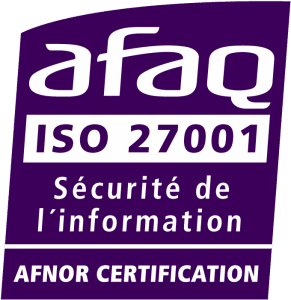 afaq
ISO 27001
Sécurité de
l´information
AFNOR CERTIFICATION